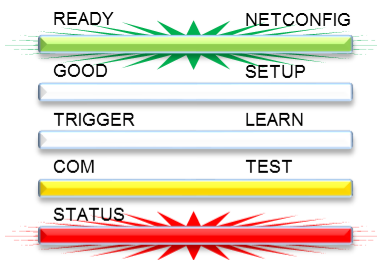 READY NETCONFIG
GOOD SETUP
TRIGGER LEARN
COM TEST
STATUS